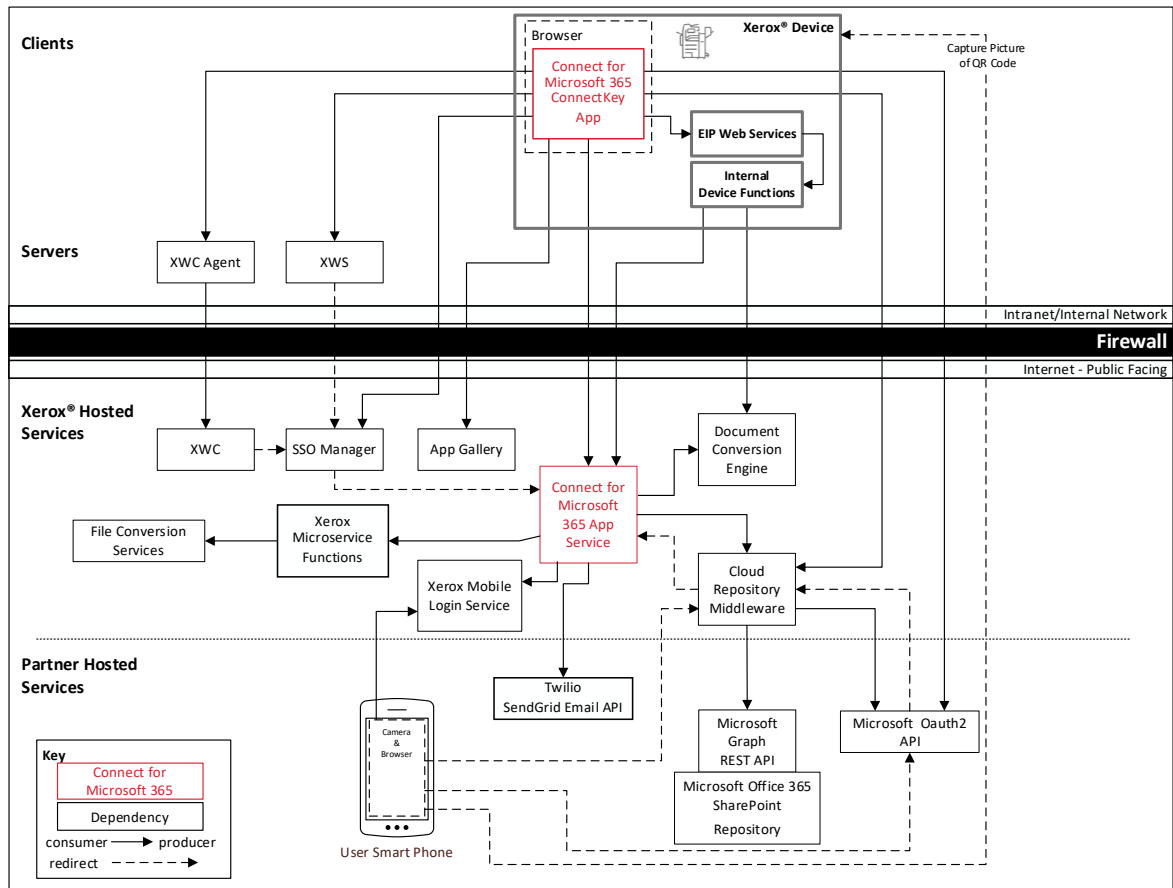 Clients
Browser
Xerox® Device
Capture Picture
of QR Code
Connect for
Microsoft 365
ConnectKey
App
EIP Web Services
Internal
Device Functions
Servers
XWC Agent
XWS
Intranet/Internal Network
Firewall
Internet - Public Facing
Xerox® Hosted
Services
XWC
SSO Manager
App Gallery
Document
Conversion
Engine
Connect for
Microsoft
365 App
Service
File Conversion
Services
Xerox
Microservice
Functions
Xerox Mobile
Login Service
Cloud
Repository
Middleware
Partner Hosted
Services
Twilio
SendGrid Email API
Camera
&
Browser
Microsoft
Graph
REST API
Microsoft Oauth2
API
Microsoft Office 365
SharePoint
Repository
Key
Connect for
Microsoft 365
Dependency
consumer
producer
redirect
User Smart Phone